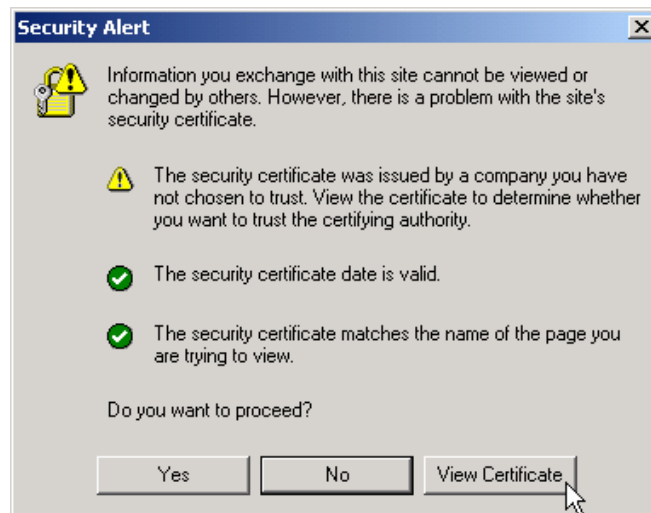 Security Alert
Information you exchange with this site cannot be viewed or
changed by others. However, there is a problem with the site's
security certificate.
The security certificate was issued by a company you have
not chosen to trust. View the certificate to determine whether
you want to trust the certifying authority.
The security certificate date is valid.
The security certificate matches the name of the page you
are trying to view.
Do you want to proceed?
Yes No View Certificate